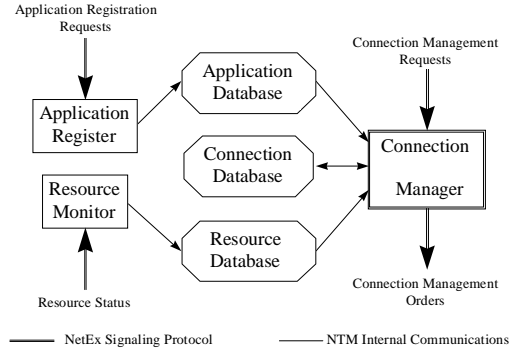 Application Registration
Requests
Connection Management
Requests
Application
Database
Application
Register
Connection
Manager
Connection
Database
Resource
Monitor
Resource
Database
Resource Status
Connection Management
Orders
NetEx Signaling Protocol
NTM Internal Communications